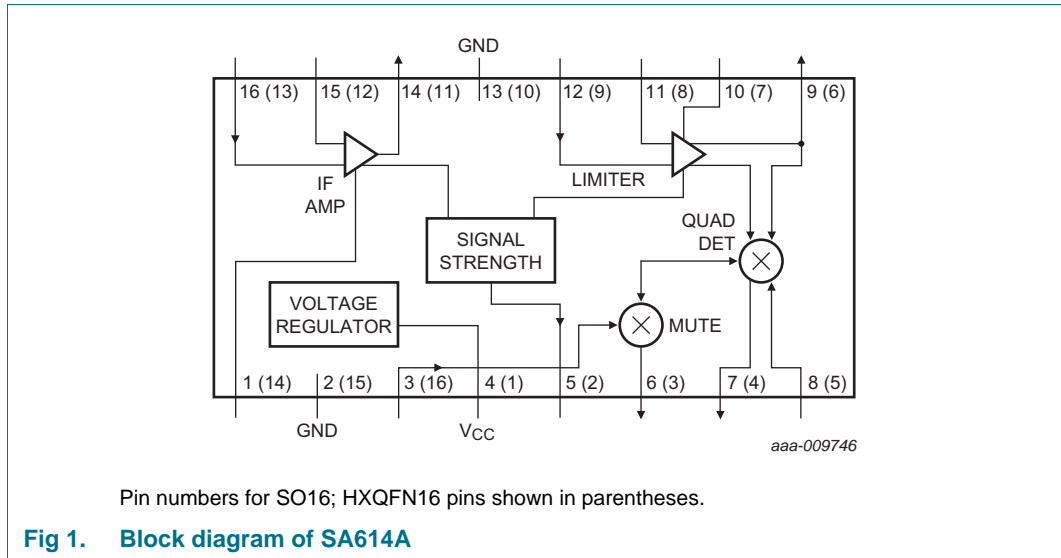 GND
16 (13) 15 (12) 14 (11) 13 (10) 12 (9) 11 (8) 10 (7) 9 (6)
IF
AMP
LIMITER
QUAD
DET
SIGNAL
STRENGTH
VOLTAGE
REGULATOR
MUTE
1 (14) 2 (15) 3 (16) 4 (1) 5 (2) 6 (3) 7 (4) 8 (5)
GND VCC
aaa-009746
Pin numbers for SO16; HXQFN16 pins shown in parentheses.
Fig 1. Block diagram of SA614A